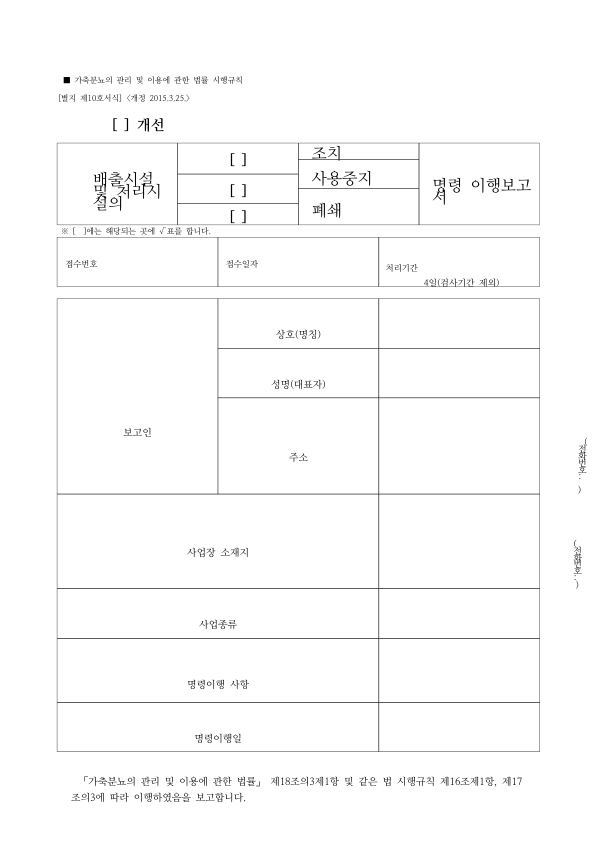 ■ 가축분뇨의 관리 및 이용에 관한 법률 시행규칙
[별지 제10호서식] <개정 2015.3.25.>
[ ] 개선
배출시설
및 처리시
설의
[ ]
조치
[ ]
사용중지
[ ]
폐쇄
명령 이행보고
서
※ [  ]에는 해당되는 곳에 √표를 합니다.
접수번호
접수일자
처리기간
4일(검사기간 제외)
보고인
상호(명칭)
성명(대표자)
주소
(전화번호: )
사업장 소재지
(전화번호: )
사업종류
명령이행 사항
명령이행일
「가축분뇨의 관리 및 이용에 관한 법률」 제18조의3제1항 및 같은 법 시행규칙 제16조제1항, 제17
조의3에 따라 이행하였음을 보고합니다.